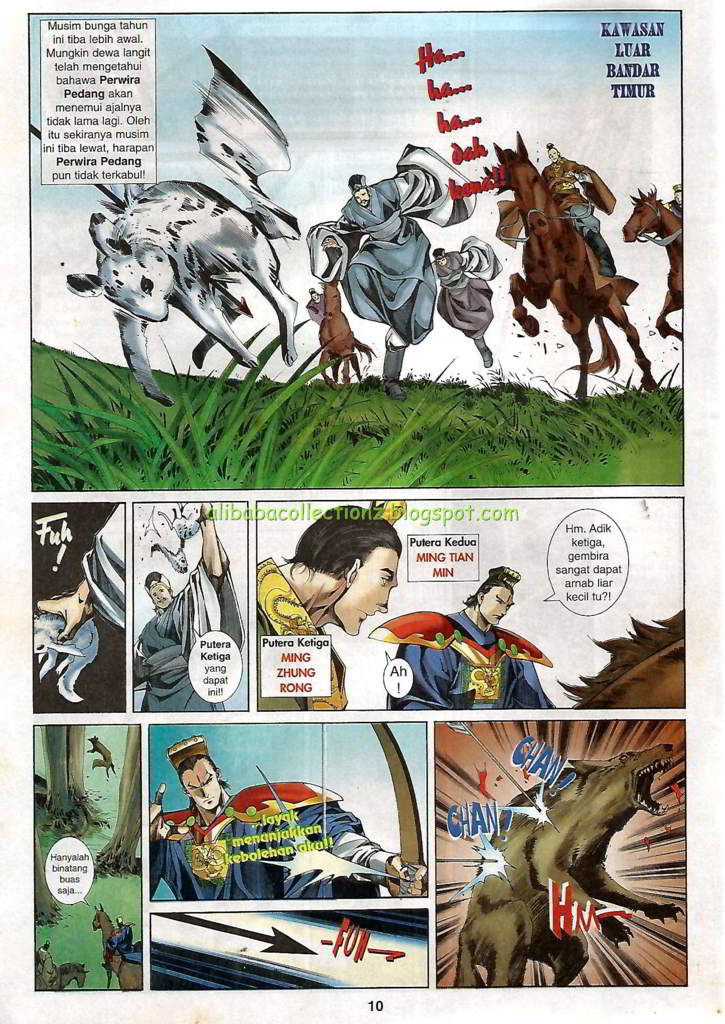 Musim bunga tahun
ini tiba lebih awal.
Mungkin dewa langit
telah mengetahui
bahawa Perwira
Pedang akan
menemui ajalnya
tidak lama lagi. Oleh
itu sekiranya musim
ini tiba lewat, harapan
Perwira Pedang
pun tidak terkabul!
Ha...
ha...
ha...
dah
kena!!
KAWASAN
LUAR
BANDAR
TIMUR
alibabacollectionz.blogspot.com
Fuh
!
Putera
Ketiga
yang
dapat
ini!!
Putera Kedua
MING TIAN
MIN
Putera Ketiga
MING
ZHUNG
RONG
Ah
!
Hm. Adik
ketiga,
gembira
sangat dapat
arnab liar
kecil tu?!
Hanyalah
binatang
buas
saja...
...layak
menanjakkan
kebolehan aku!!
FUH
CHAN!
CHAN!
HM
10